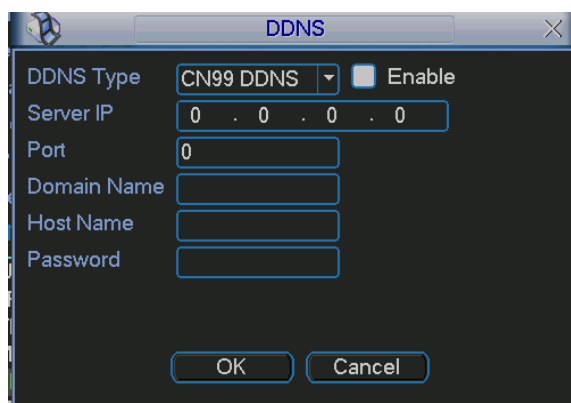 DDNS
DDNS Type CN99 DDNS Enable
Server IP 0 . 0 . 0 . 0
Port 0
Domain Name
Host Name
Password
OK Cancel